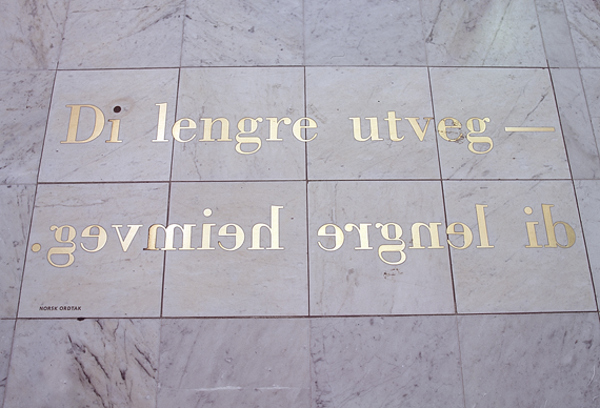 Di lengre utveg —
di lengre heimveg.
NORSK ORDTAK